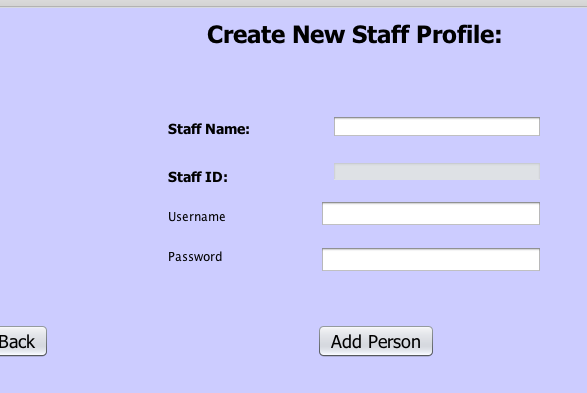 Create New Staff Profile:
Staff Name:
Staff ID:
Username
Password
Back
Add Person